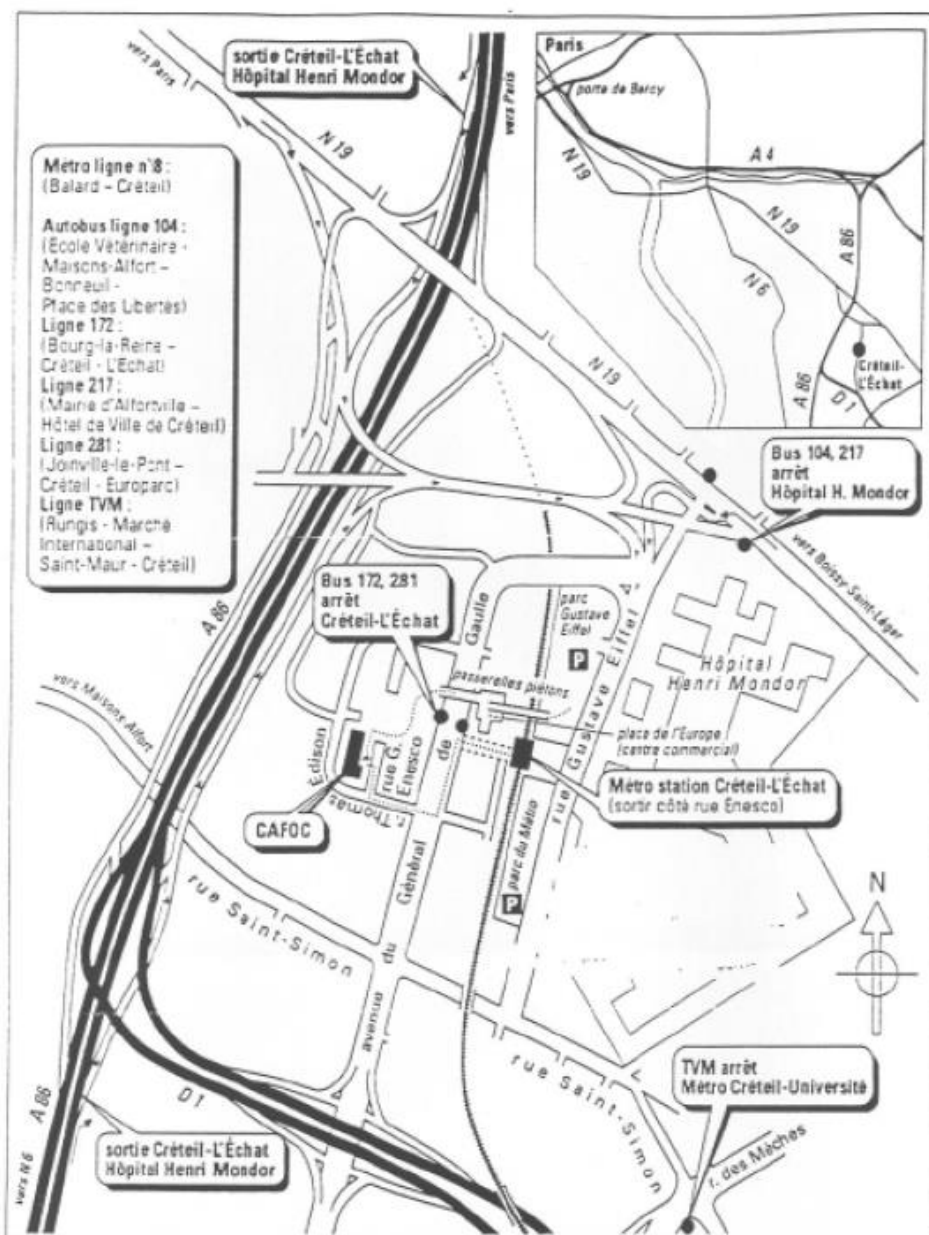 sortie Créteil-L'Échat
Hôpital Henri Mondor
vers Paris
vers Paris
N 19
Métro ligne n°8 :
(Balard – Créteil)
Autobus ligne 104 :
(École Vétérinaire -
Maisons-Alfort –
Bonneuil -
Place des Libertés)
Ligne 172 :
(Bourg-la-Reine –
Créteil - L'Échat)
Ligne 217 :
(Mairie d'Alfortville –
Hôtel de Ville de Créteil)
Ligne 281 :
(Joinville-le-Pont –
Créteil - Europarc)
Ligne TVM :
(Rungis - Marché
International –
Saint-Maur - Créteil)
Paris
porte de Bercy
A 4
N 19
N 19
N 6
A 86
A 86
Créteil-
L'Échat
D 1
N 19
Bus 104, 217
arrêt
Hôpital H. Mondor
vers Boissy-Saint-Léger
A 86
Bus 172, 281
arrêt
Créteil-L'Échat
parc
Gustave
Eiffel
P
Hôpital
Henri Mondor
passerelles piétons
place de l'Europe
(centre commercial)
vers Maisons-Alfort
r. Thomas Édison
rue G.
Enesco
CAFOC
Métro station Créteil-L'Échat
(sortir côté rue Enesco)
rue Gustave Eiffel
parc du Métro
P
avenue du Général de Gaulle
rue Saint-Simon
N
rue Saint-Simon
TVM arrêt
Métro Créteil-Université
r. des Mèches
A 86
D 1
vers N6
sortie Créteil-L'Échat
Hôpital Henri Mondor